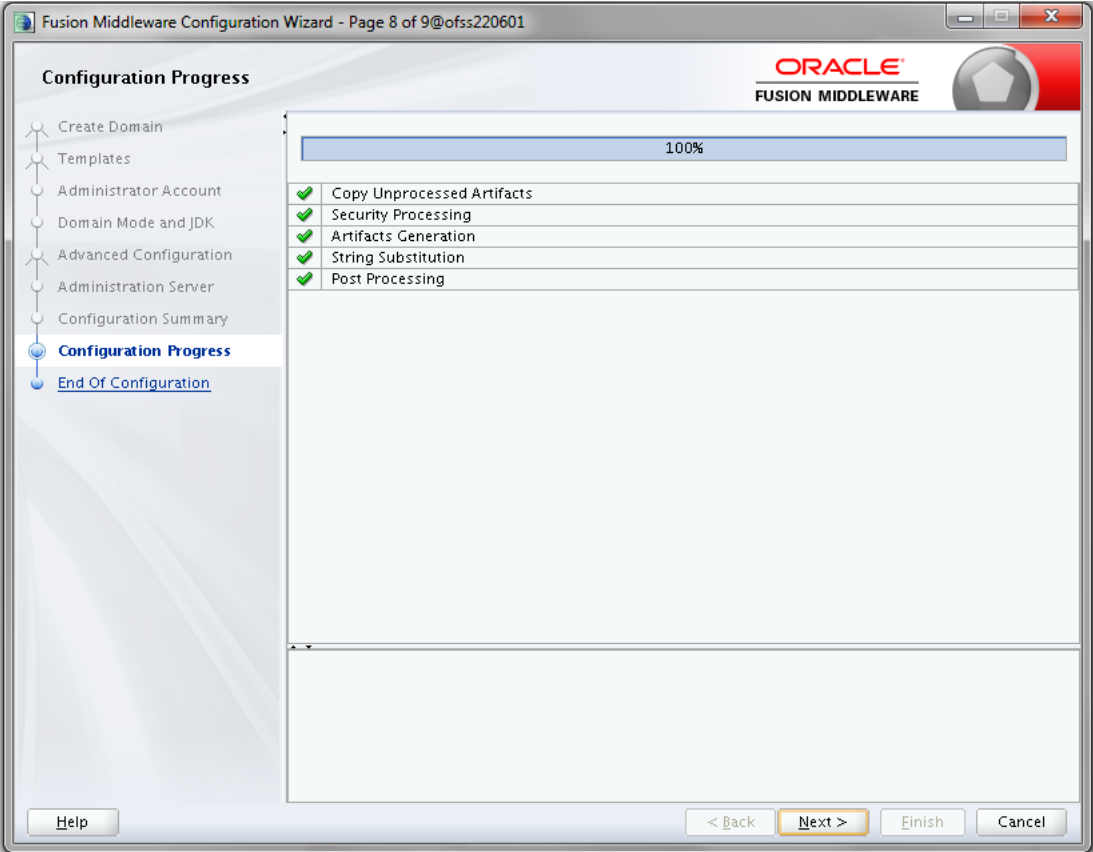 Fusion Middleware Configuration Wizard - Page 8 of 9@ofss220601
Configuration Progress
ORACLE
FUSION MIDDLEWARE
Create Domain
Templates
Administrator Account
Domain Mode and JDK
Advanced Configuration
Administration Server
Configuration Summary
Configuration Progress
End Of Configuration
100%
Copy Unprocessed Artifacts
Security Processing
Artifacts Generation
String Substitution
Post Processing
Help
< Back
Next >
Finish
Cancel